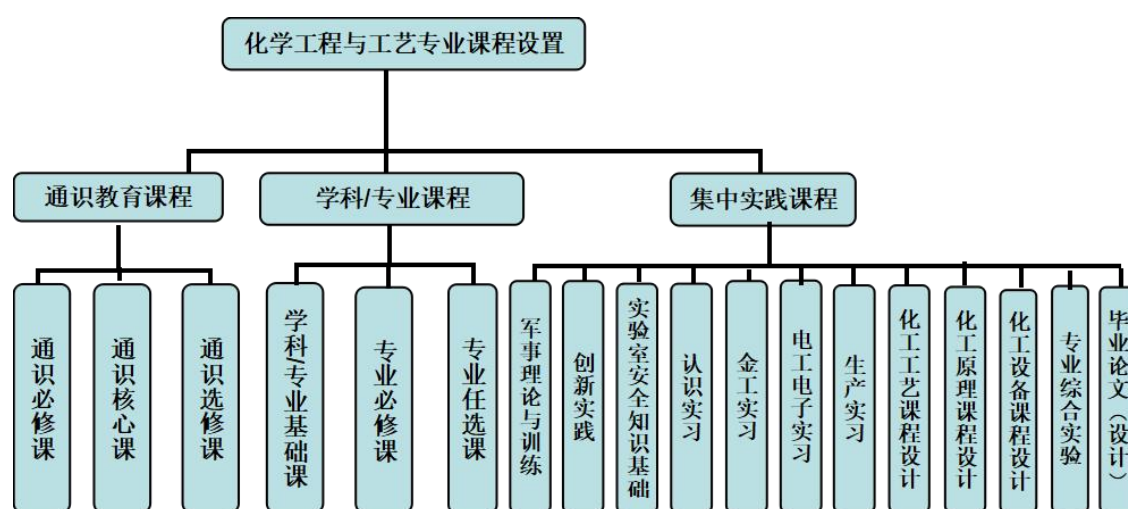 化学工程与工艺专业课程设置
通识教育课程
学科/专业课程
集中实践课程
通识必修课
通识核心课
通识选修课
学科/专业基础课
专业必修课
专业任选课
军事理论与训练
创新实践
实验室安全知识基础
认识实习
金工实习
电工电子实习
生产实习
化工工艺课程设计
化工原理课程设计
化工设备课程设计
专业综合实验
毕业论文（设计）